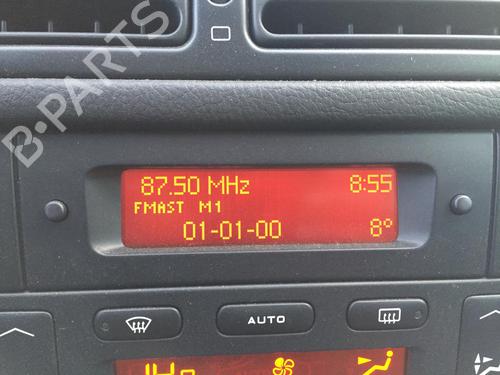 B-PARTS
87.50 MHz 8:55
FMAST M1
01-01-00 8°
AUTO